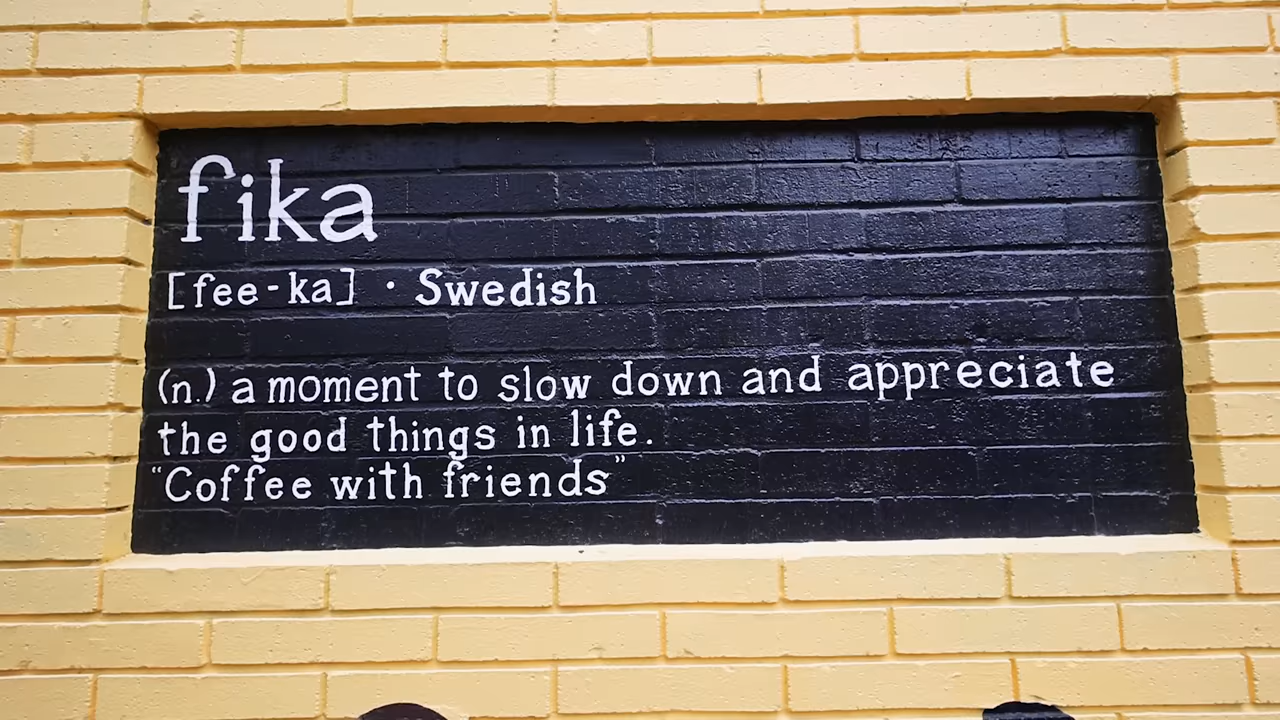 fika
[fee-ka] · Swedish
(n.) a moment to slow down and appreciate
the good things in life.
“Coffee with friends”